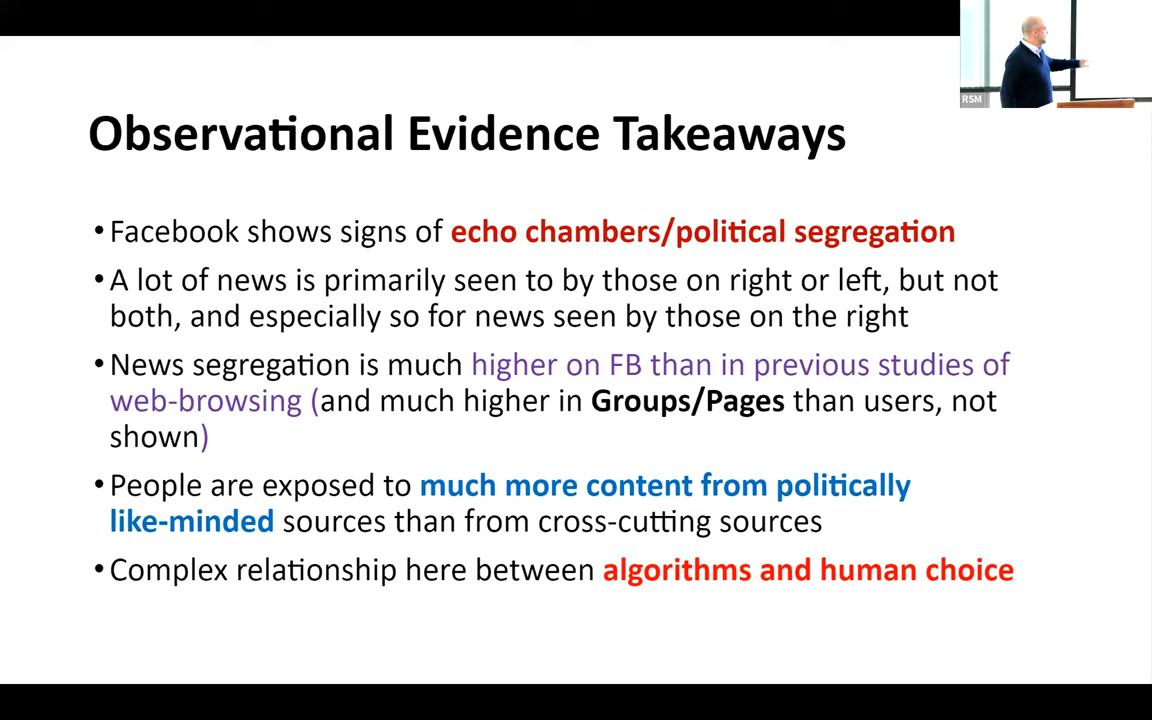 RSM
Observational Evidence Takeaways
•Facebook shows signs of echo chambers/political segregation
•A lot of news is primarily seen to by those on right or left, but not
both, and especially so for news seen by those on the right
•News segregation is much higher on FB than in previous studies of
web-browsing (and much higher in Groups/Pages than users, not
shown)
•People are exposed to much more content from politically
like-minded sources than from cross-cutting sources
•Complex relationship here between algorithms and human choice